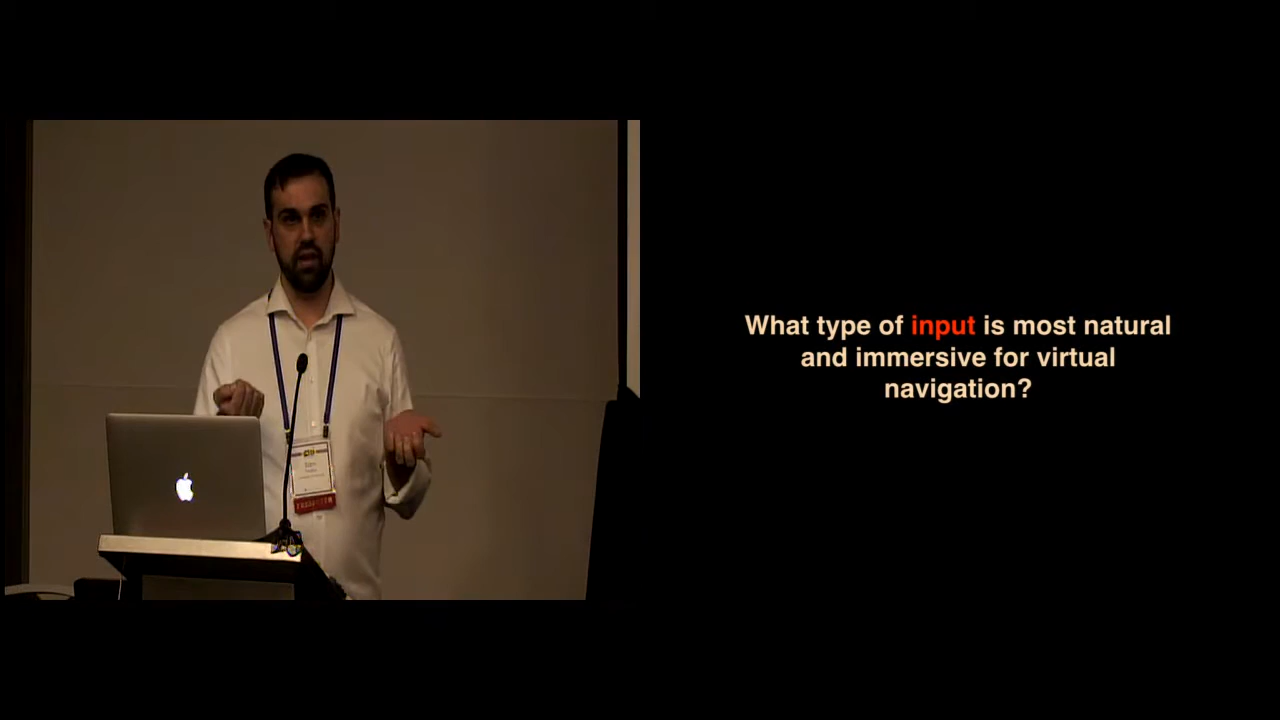 What type of input is most natural
and immersive for virtual
navigation?